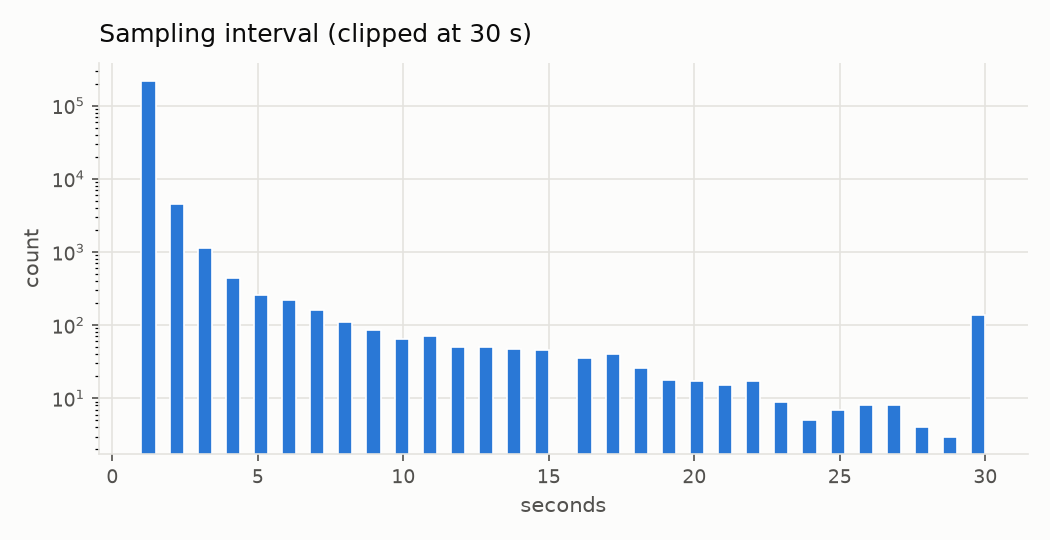 Sampling interval (clipped at 30 s)
10⁵
10⁴
10³
10²
10¹
count
0 5 10 15 20 25 30
seconds